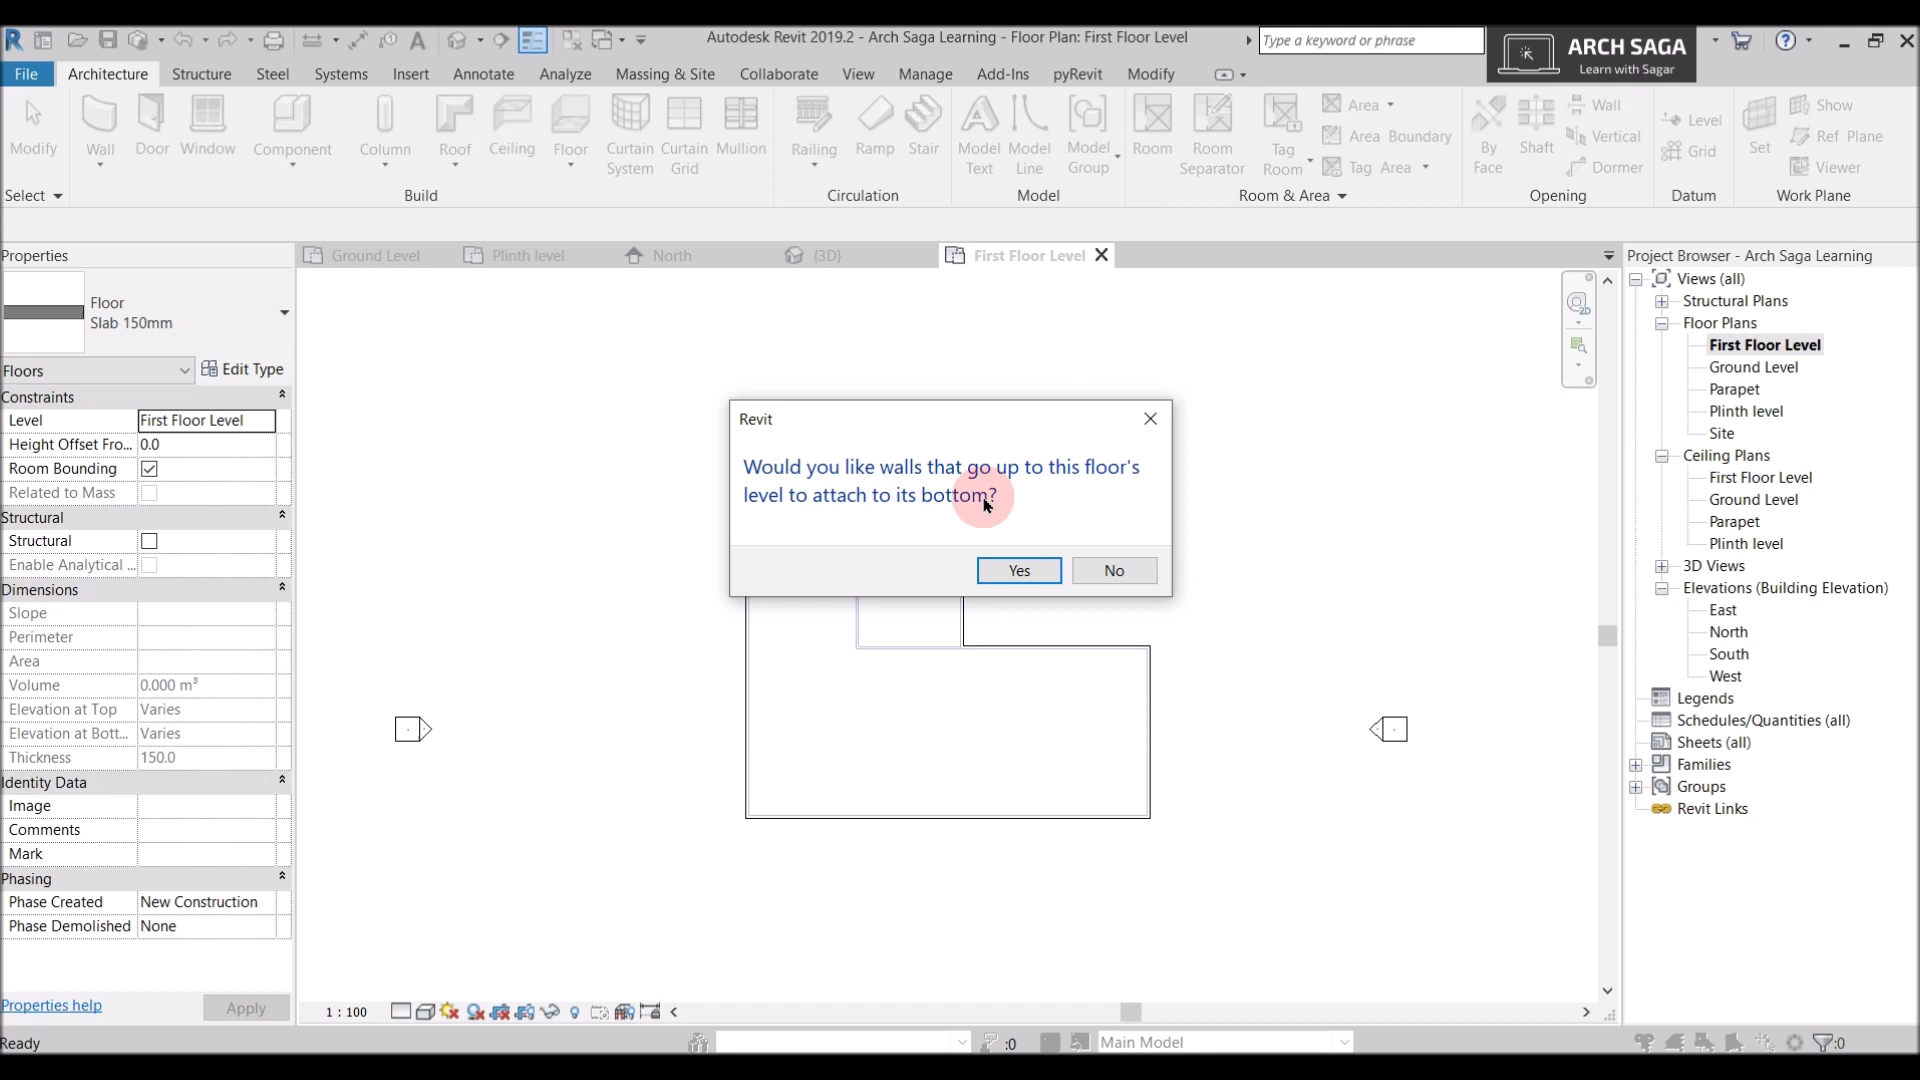 Autodesk Revit 2019.2 - Arch Saga Learning - Floor Plan: First Floor Level
Type a keyword or phrase
ARCH SAGA
Learn with Sagar
File Architecture Structure Steel Systems Insert Annotate Analyze Massing & Site Collaborate View Manage Add-Ins pyRevit Modify
Modify Wall Door Window Component Column Roof Ceiling Floor Curtain System Curtain Grid Mullion Railing Ramp Stair Model Text Model Line Model Group Room Room Separator Tag Room
Area
Area Boundary
Tag Area
By Face Shaft
Wall
Vertical
Dormer
Level
Grid
Set
Show
Ref Plane
Viewer
Select Build Circulation Model Room & Area Opening Datum Work Plane
Properties
Ground Level Plinth level North {3D} First Floor Level
Project Browser - Arch Saga Learning
Floor
Slab 150mm
Floors Edit Type
Constraints
Level First Floor Level
Height Offset Fro... 0.0
Room Bounding
Related to Mass
Structural
Structural
Enable Analytical ...
Dimensions
Slope
Perimeter
Area
Volume 0.000 m³
Elevation at Top Varies
Elevation at Bott... Varies
Thickness 150.0
Identity Data
Image
Comments
Mark
Phasing
Phase Created New Construction
Phase Demolished None
Properties help Apply
2D
Revit
Would you like walls that go up to this floor's
level to attach to its bottom?
Yes No
Views (all)
Structural Plans
Floor Plans
First Floor Level
Ground Level
Parapet
Plinth level
Site
Ceiling Plans
First Floor Level
Ground Level
Parapet
Plinth level
3D Views
Elevations (Building Elevation)
East
North
South
West
Legends
Schedules/Quantities (all)
Sheets (all)
Families
Groups
Revit Links
1 : 100
Ready :0 Main Model :0